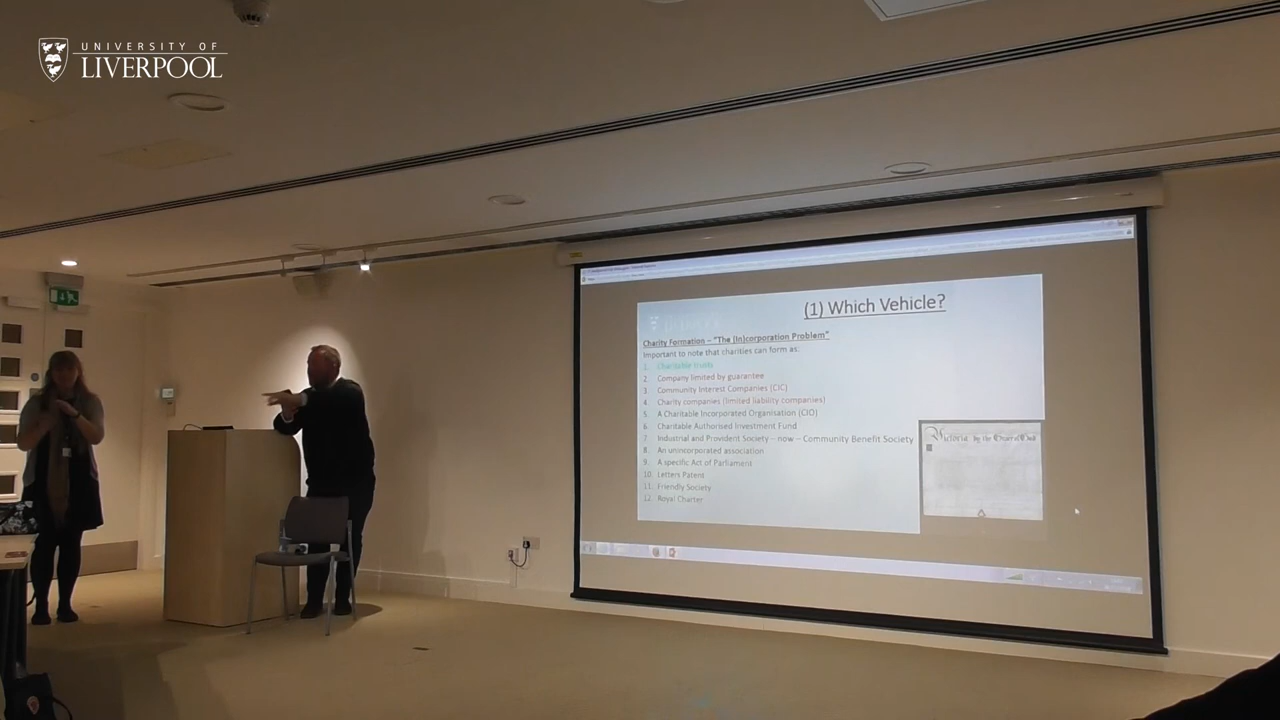 UNIVERSITY OF
LIVERPOOL
(1) Which Vehicle?
Charity Formation – "The (In)corporation Problem"
Important to note that charities can form as:
1. Charitable trusts
2. Company limited by guarantee
3. Community Interest Companies (CIC)
4. Charity companies (limited liability companies)
5. A Charitable Incorporated Organisation (CIO)
6. Charitable Authorised Investment Fund
7. Industrial and Provident Society – now – Community Benefit Society
8. An unincorporated association
9. A specific Act of Parliament
10. Letters Patent
11. Friendly Society
12. Royal Charter
Victoria by the Grace of God